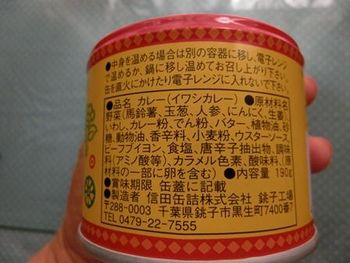 ●中身を温める場合は別の容器に移し、電子レンジ
で温めるか、鍋に移し温めてお召し上がり下さい。
缶を直火にかけたり電子レンジに入れないで下さい。
●品名 カレー(イワシカレー) ●原材料名
野菜(馬鈴薯、玉葱、人参、にんにく、生姜)
いわし、カレー粉、でん粉、バター、植物油、砂糖
、動物油、香辛料、小麦粉、ウスターソース
ビーフブイヨン、食塩、唐辛子抽出物、調味
料(アミノ酸等)、カラメル色素、酸味料、(原
材料の一部に卵を含む) ●内容量 190g
●賞味期限 缶蓋に記載
●製造者 信田缶詰株式会社 銚子工場
〒288-0003 千葉県銚子市黒生町7400番7
TEL 0479-22-7555